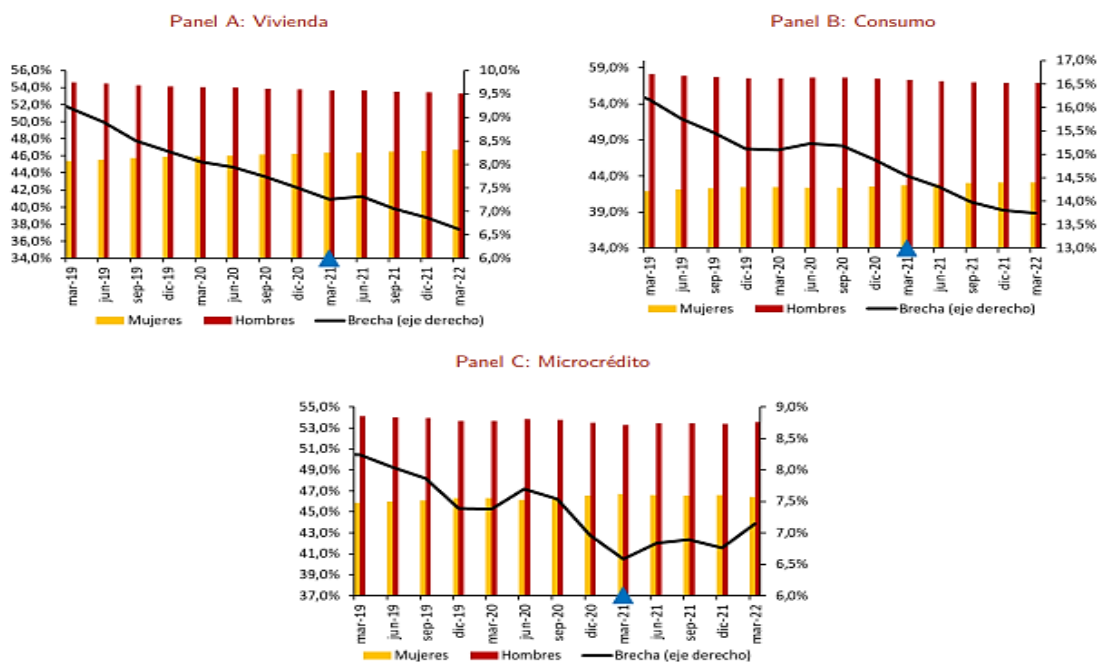 Panel A: Vivienda
56,0%
54,0%
52,0%
50,0%
48,0%
46,0%
44,0%
42,0%
40,0%
38,0%
36,0%
34,0%
10,0%
9,5%
9,0%
8,5%
8,0%
7,5%
7,0%
6,5%
6,0%
mar-19
jun-19
sep-19
dic-19
mar-20
jun-20
sep-20
dic-20
mar-21
jun-21
sep-21
dic-21
mar-22
Mujeres Hombres Brecha (eje derecho)
Panel B: Consumo
59,0%
54,0%
49,0%
44,0%
39,0%
34,0%
17,0%
16,5%
16,0%
15,5%
15,0%
14,5%
14,0%
13,5%
13,0%
mar-19
jun-19
sep-19
dic-19
mar-20
jun-20
sep-20
dic-20
mar-21
jun-21
sep-21
dic-21
mar-22
Mujeres Hombres Brecha (eje derecho)
Panel C: Microcrédito
55,0%
53,0%
51,0%
49,0%
47,0%
45,0%
43,0%
41,0%
39,0%
37,0%
9,0%
8,5%
8,0%
7,5%
7,0%
6,5%
6,0%
mar-19
jun-19
sep-19
dic-19
mar-20
jun-20
sep-20
dic-20
mar-21
jun-21
sep-21
dic-21
mar-22
Mujeres Hombres Brecha (eje derecho)